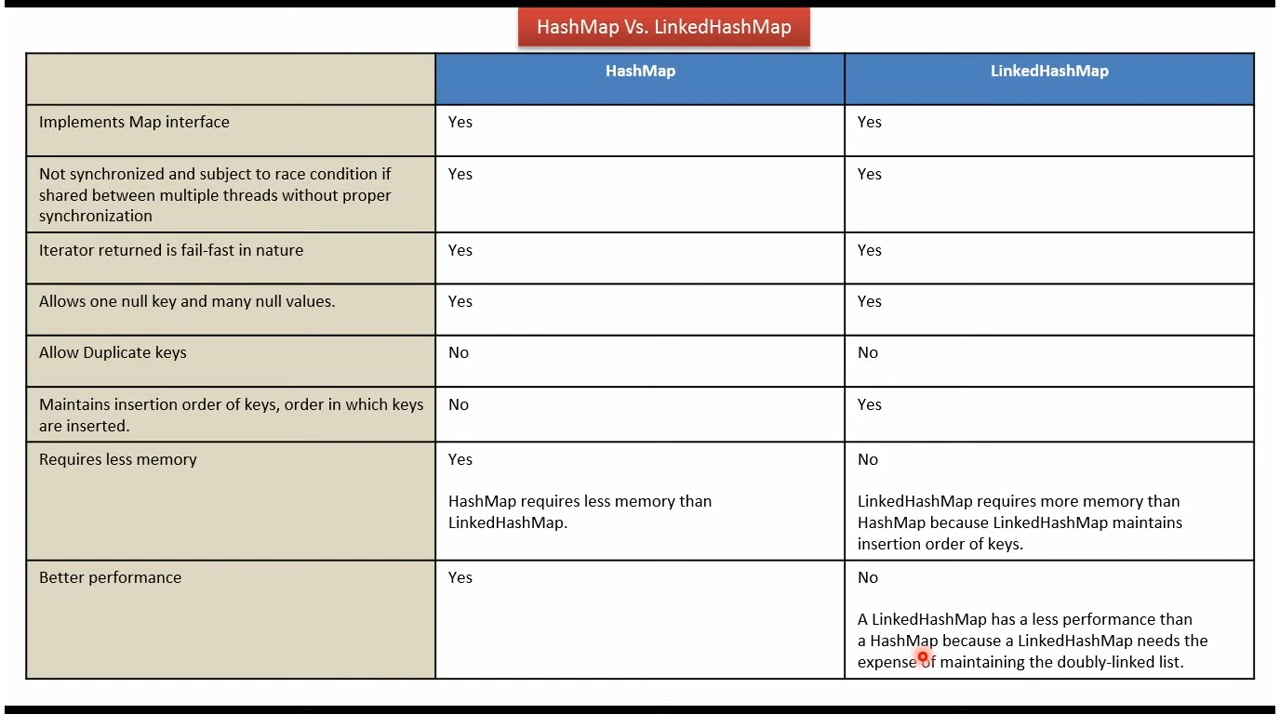 HashMap Vs. LinkedHashMap
HashMap
LinkedHashMap
Implements Map interface
Yes
Yes
Not synchronized and subject to race condition if
shared between multiple threads without proper
synchronization
Yes
Yes
Iterator returned is fail-fast in nature
Yes
Yes
Allows one null key and many null values.
Yes
Yes
Allow Duplicate keys
No
No
Maintains insertion order of keys, order in which keys
are inserted.
No
Yes
Requires less memory
Yes
HashMap requires less memory than
LinkedHashMap.
No
LinkedHashMap requires more memory than
HashMap because LinkedHashMap maintains
insertion order of keys.
Better performance
Yes
No
A LinkedHashMap has a less performance than
a HashMap because a LinkedHashMap needs the
expense of maintaining the doubly-linked list.